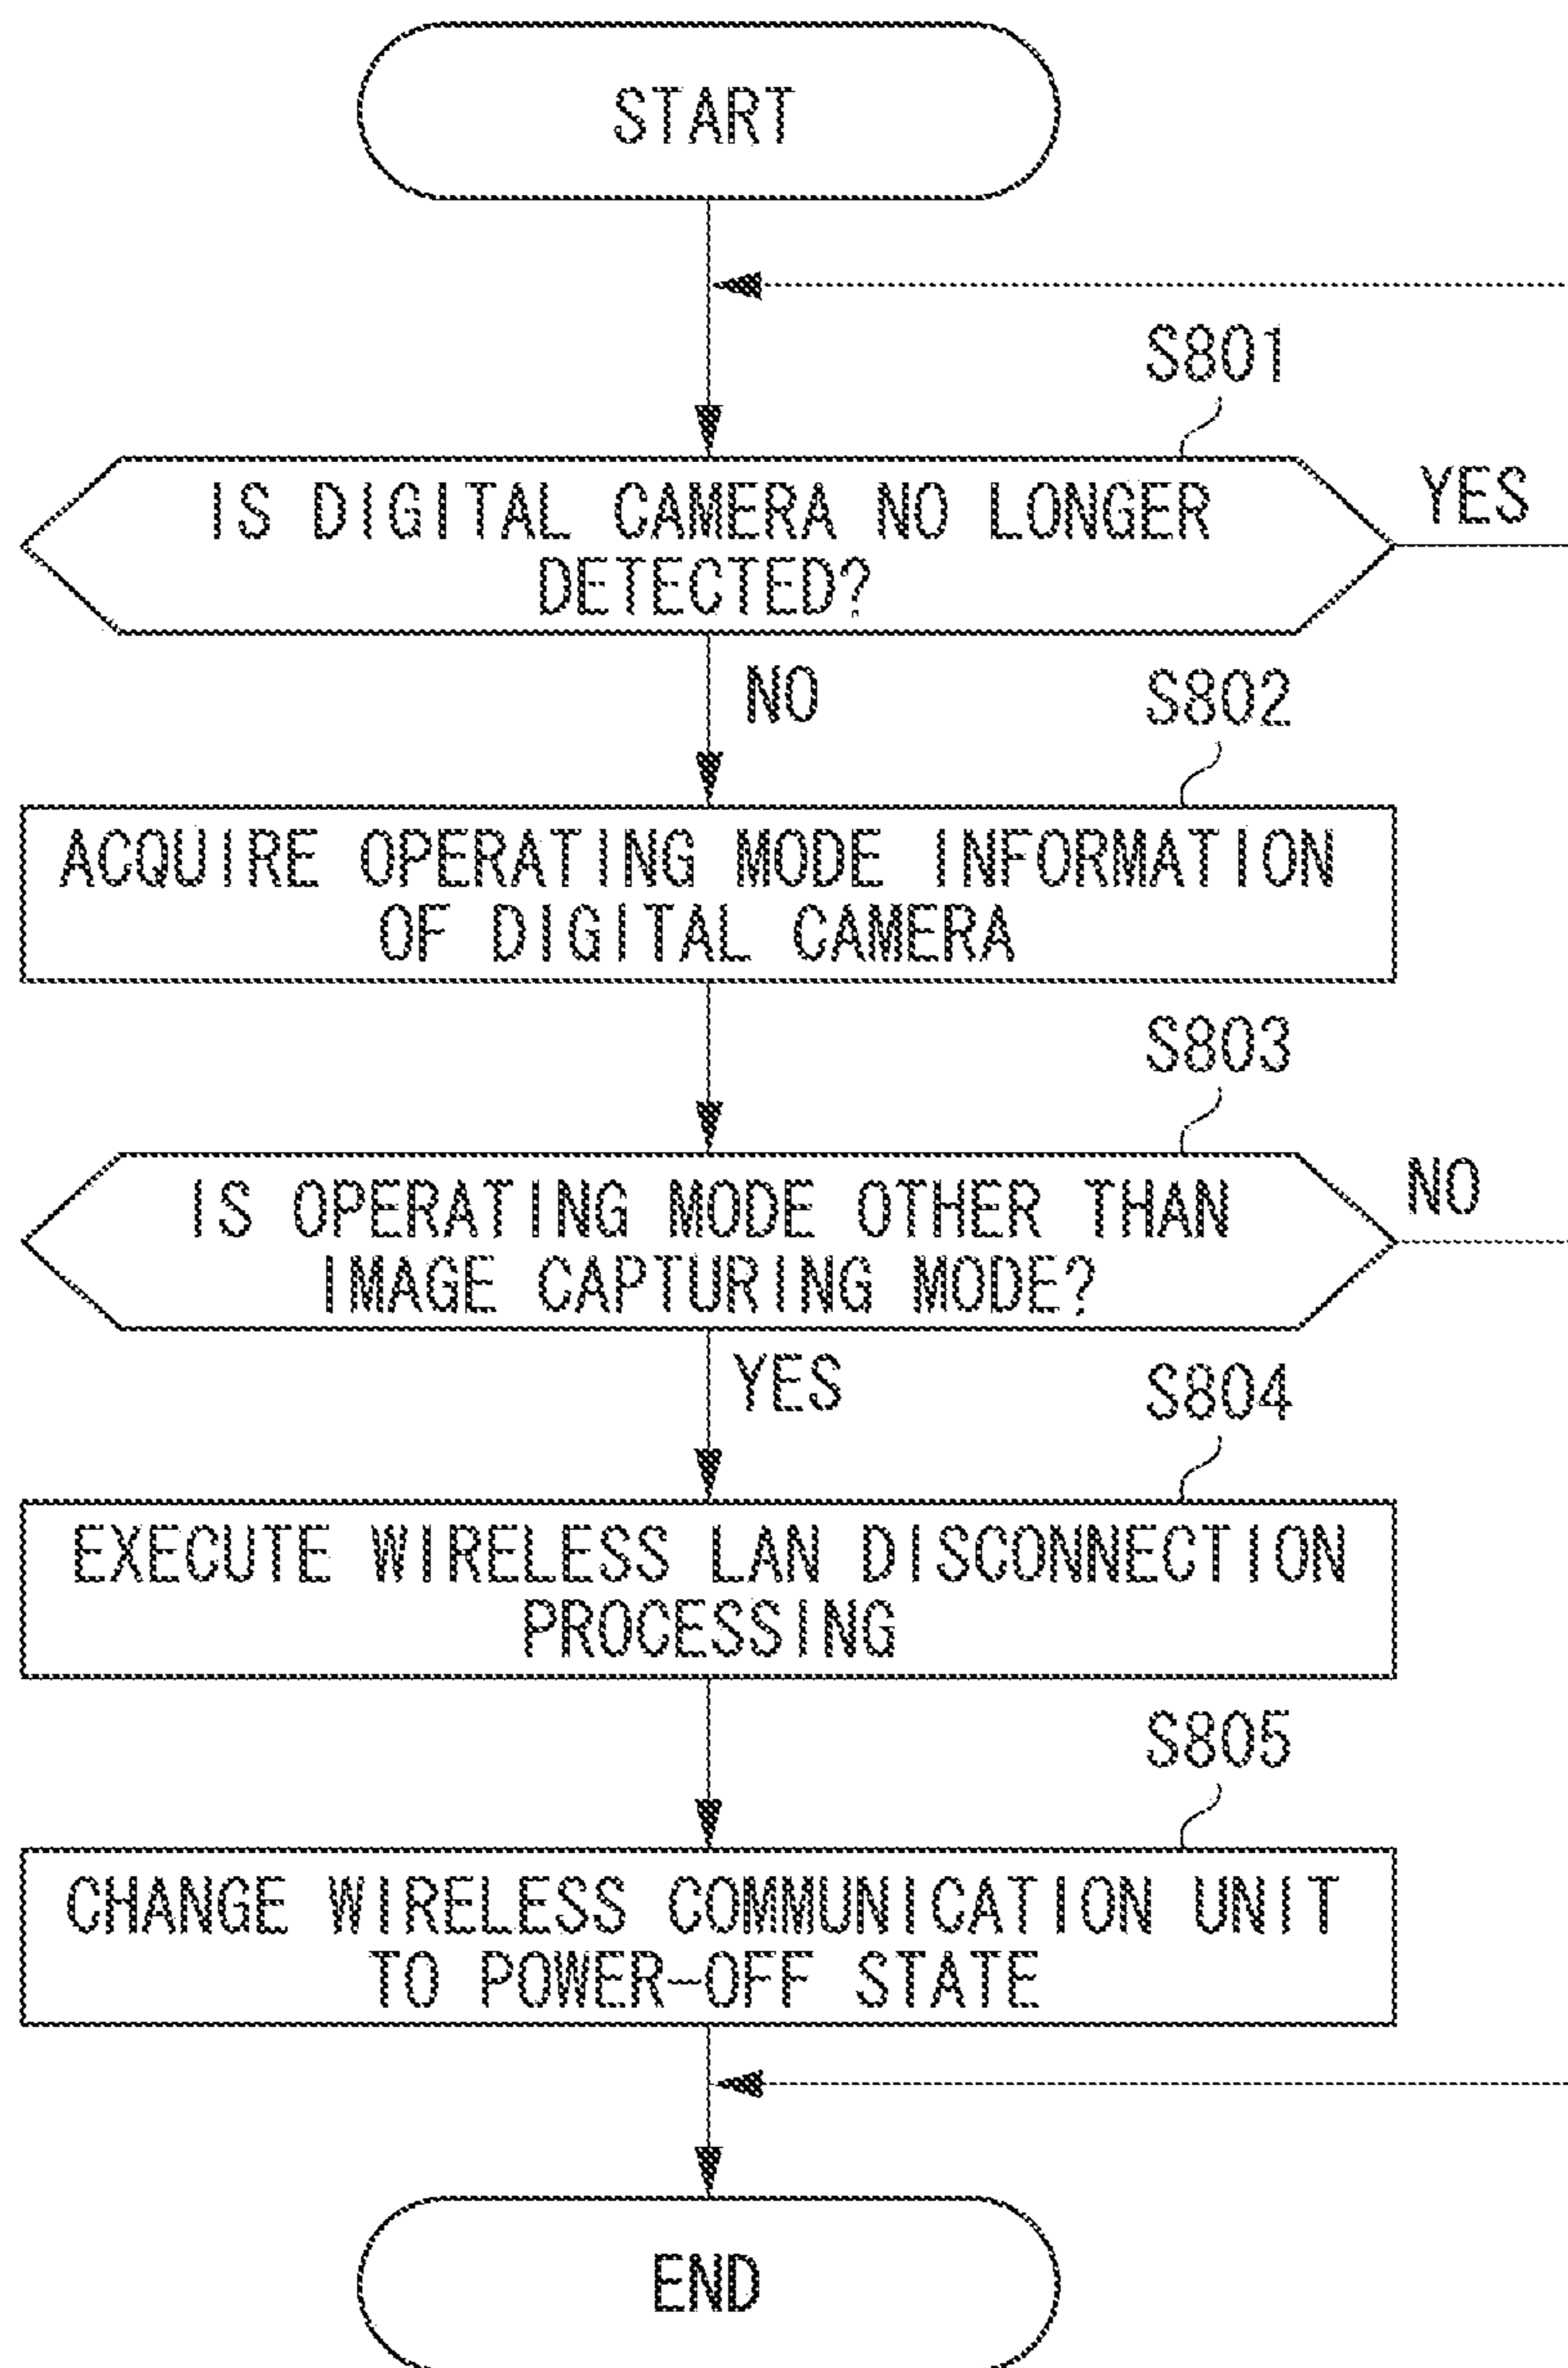 START
S801
IS DIGITAL CAMERA NO LONGER
DETECTED?
YES
NO
S802
ACQUIRE OPERATING MODE INFORMATION
OF DIGITAL CAMERA
S803
IS OPERATING MODE OTHER THAN
IMAGE CAPTURING MODE?
NO
YES
S804
EXECUTE WIRELESS LAN DISCONNECTION
PROCESSING
S805
CHANGE WIRELESS COMMUNICATION UNIT
TO POWER-OFF STATE
END